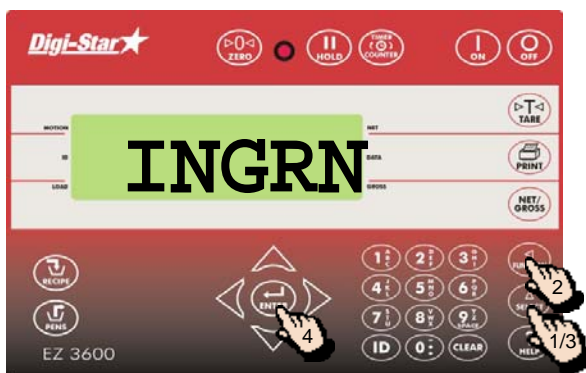 Digi-Star
ZERO
HOLD
TIMER
COUNTER
ON
OFF
T
TARE
MOTION
NET
INGRN
ID
DATA
PRINT
LOAD
GROSS
NET/
GROSS
RECIPE
1 A B C
2 D E F
3 G H I
4 J K L
5 M N O
6 P Q R
2
ENTER
4
7 S T U
8 V W X
9 Y Z SPACE
1/3
PENS
ID
0
CLEAR
HELP
EZ 3600